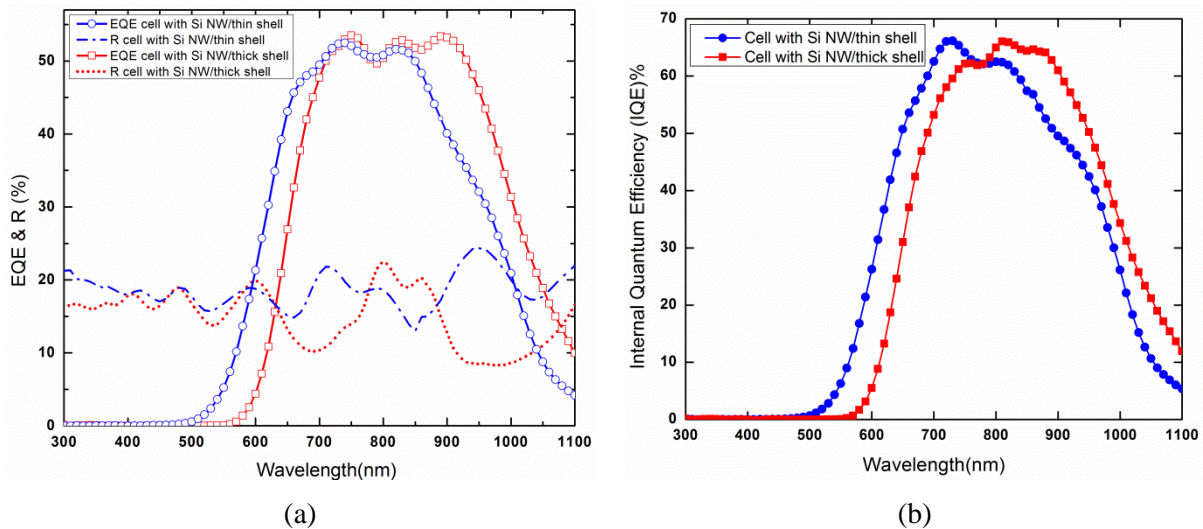 EQE cell with Si NW/thin shell
R cell with Si NW/thin shell
EQE cell with Si NW/thick shell
R cell with Si NW/thick shell
EQE & R (%)
50
40
30
20
10
0
300 400 500 600 700 800 900 1000 1100
Wavelength(nm)
(a)
Cell with Si NW/thin shell
Cell with Si NW/thick shell
Internal Quantum Efficiency (IQE)%
70
60
50
40
30
20
10
0
300 400 500 600 700 800 900 1000 1100
Wavelength(nm)
(b)